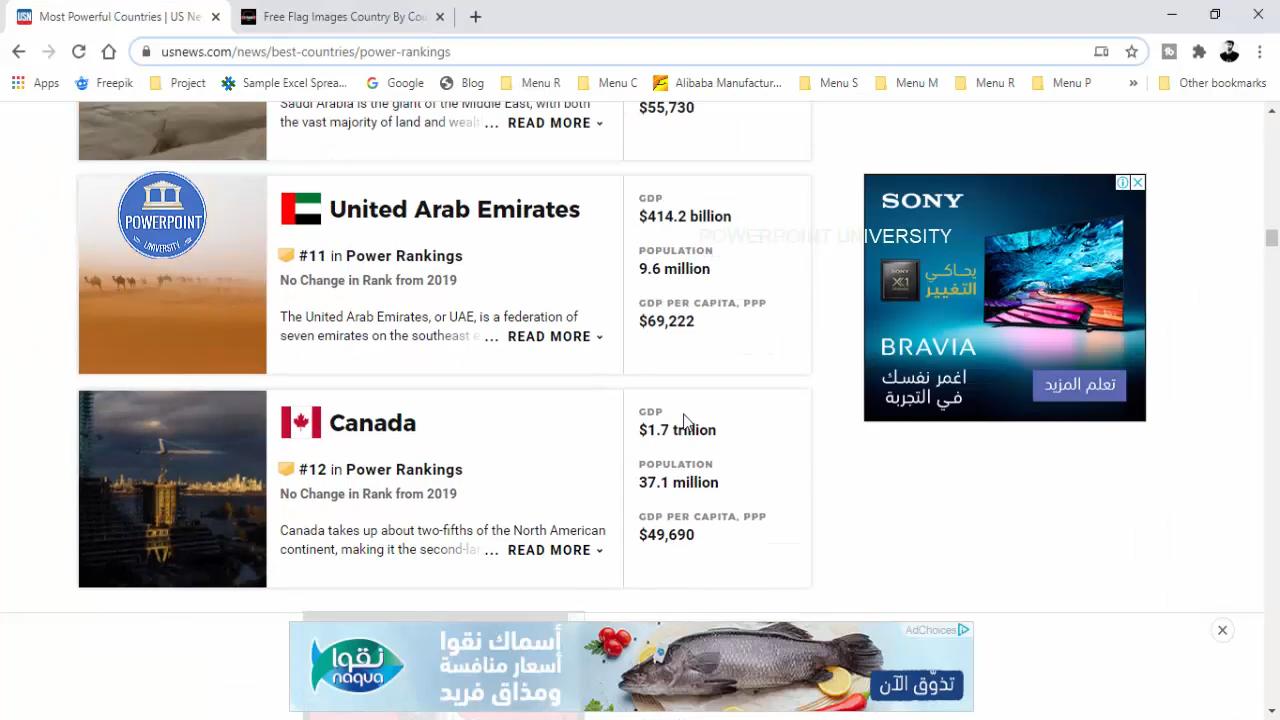 Most Powerful Countries | US Ne
Free Flag Images Country By Cou
usnews.com/news/best-countries/power-rankings
Apps
Freepik
Project
Sample Excel Sprea...
Google
Blog
Menu R
Menu C
Alibaba Manufactur...
Menu S
Menu M
Menu R
Menu P
»
Other bookmarks
Saudi Arabia is the giant of the Middle East, with both
the vast majority of land and wealt ... READ MORE
$55,730
POWERPOINT
UNIVERSITY
United Arab Emirates
#11 in Power Rankings
No Change in Rank from 2019
The United Arab Emirates, or UAE, is a federation of
seven emirates on the southeast e ... READ MORE
GDP
$414.2 billion
POPULATION
9.6 million
GDP PER CAPITA, PPP
$69,222
POWERPOINT UNIVERSITY
SONY
X1
يحاكي
التغيير
BRAVIA
اغمر نفسك
في التجربة
تعلم المزيد
Canada
#12 in Power Rankings
No Change in Rank from 2019
Canada takes up about two-fifths of the North American
continent, making it the second-la ... READ MORE
GDP
$1.7 trillion
POPULATION
37.1 million
GDP PER CAPITA, PPP
$49,690
نقوا
naqua
أسماك نقوا
أسعار منافسة
ومذاق فريد
AdChoices
تذوّق الآن